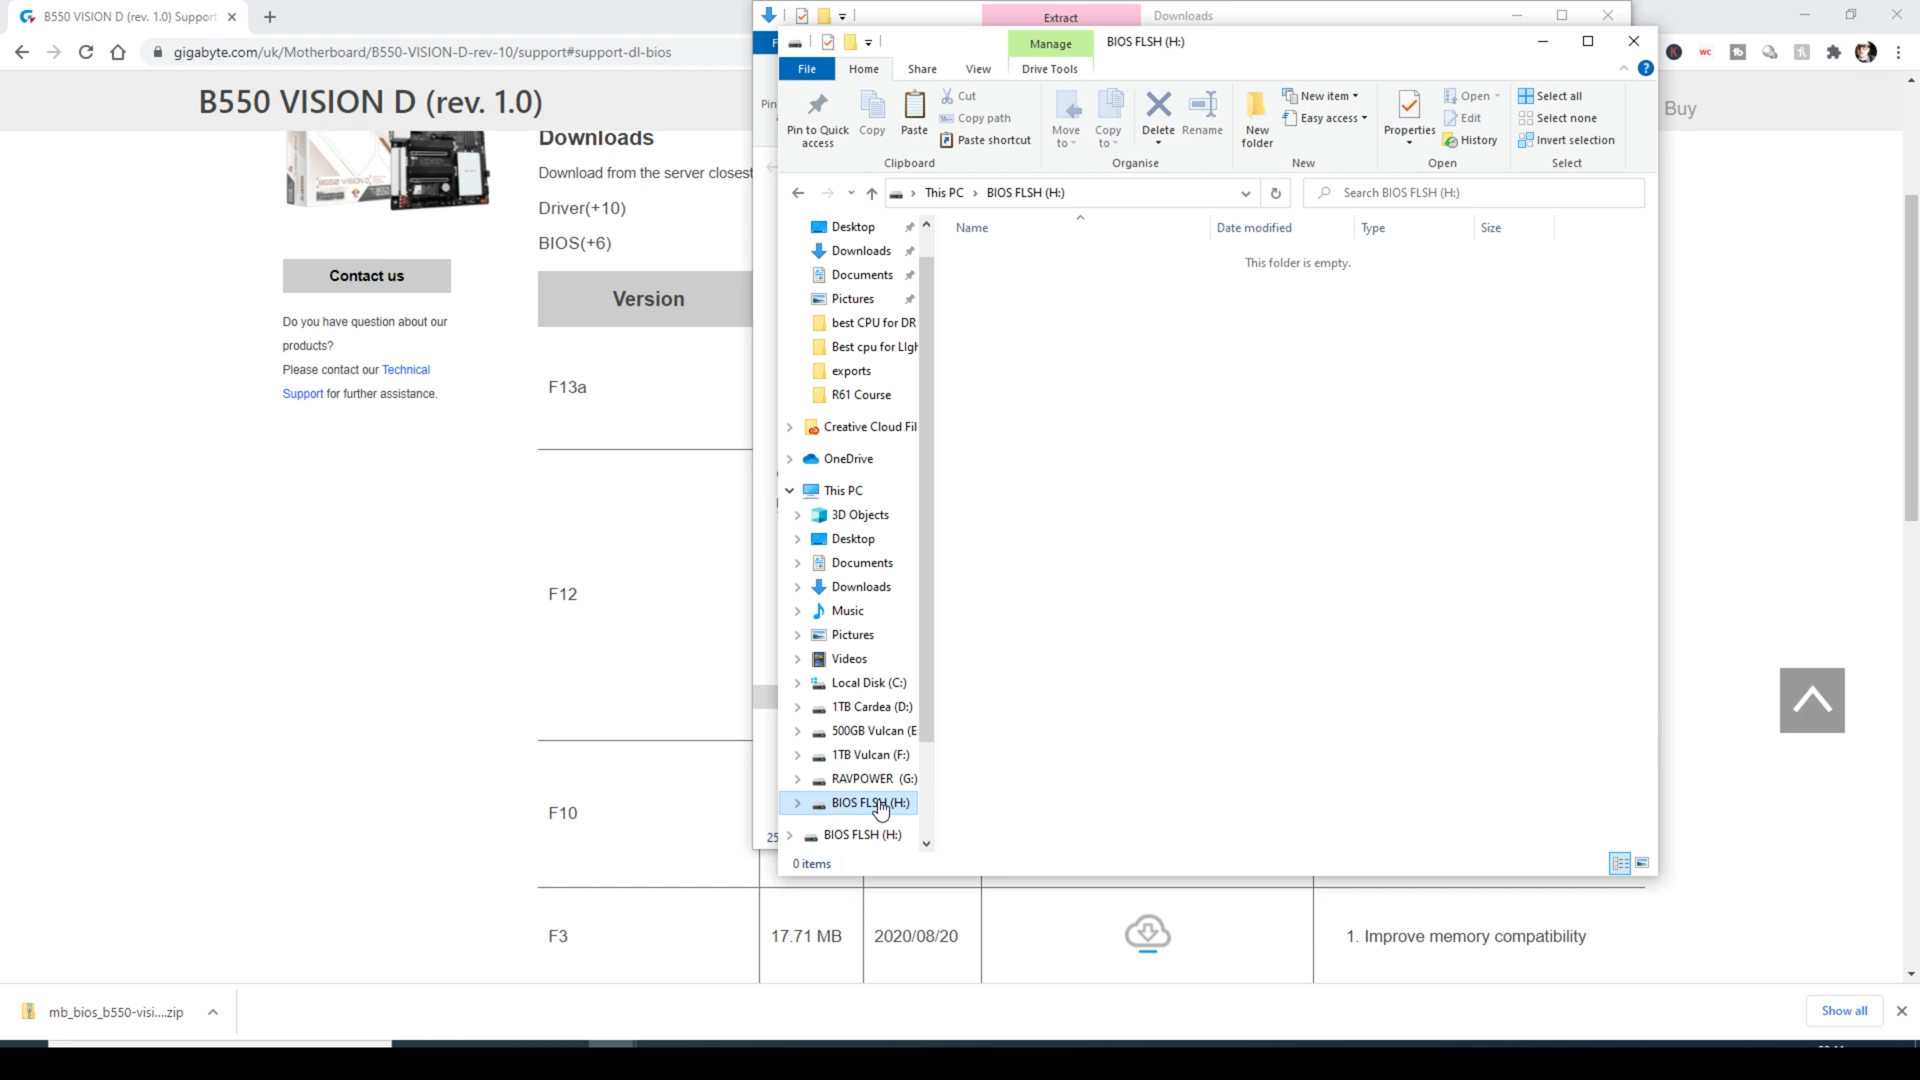 B550 VISION D (rev. 1.0) Support
gigabyte.com/uk/Motherboard/B550-VISION-D-rev-10/support#support-dl-bios
B550 VISION D (rev. 1.0)
Buy
Downloads
Download from the server closest
Driver(+10)
BIOS(+6)
Contact us
Do you have question about our
products?
Please contact our Technical
Support for further assistance.
Version
F13a
F12
F10
F3
17.71 MB
2020/08/20
1. Improve memory compatibility
Extract
Downloads
Manage
BIOS FLSH (H:)
File
Home
Share
View
Drive Tools
Pin to Quick
access
Copy
Paste
Cut
Copy path
Paste shortcut
Clipboard
Move
to
Copy
to
Delete
Rename
Organise
New
folder
New item
Easy access
New
Properties
Open
Edit
History
Open
Select all
Select none
Invert selection
Select
This PC
BIOS FLSH (H:)
Search BIOS FLSH (H:)
Name
Date modified
Type
Size
This folder is empty.
Desktop
Downloads
Documents
Pictures
best CPU for DR
Best cpu for LIgh
exports
R61 Course
Creative Cloud Fil
OneDrive
This PC
3D Objects
Desktop
Documents
Downloads
Music
Pictures
Videos
Local Disk (C:)
1TB Cardea (D:)
500GB Vulcan (E:
1TB Vulcan (F:)
RAVPOWER (G:)
BIOS FLSH (H:)
BIOS FLSH (H:)
0 items
mb_bios_b550-visi....zip
Show all